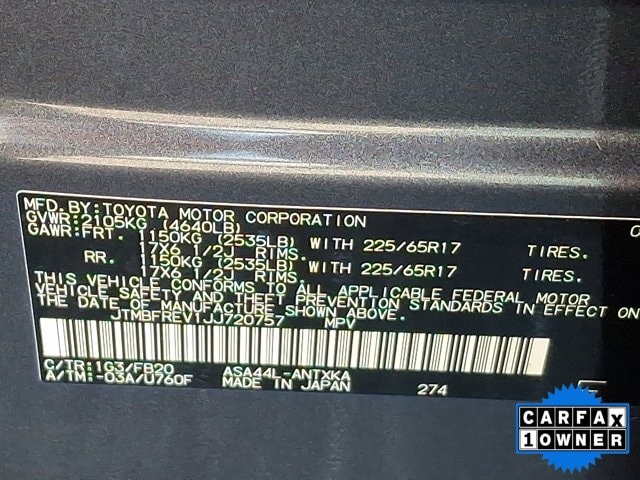 MFD.BY:TOYOTA MOTOR CORPORATION
GVWR:2105KG (4640LB)
GAWR:FRT. 1150KG (2535LB) WITH 225/65R17 TIRES.
17X6 1/2J RIMS.
RR. 1150KG (2535LB) WITH 225/65R17 TIRES.
17X6 1/2J RIMS.
THIS VEHICLE CONFORMS TO ALL APPLICABLE FEDERAL MOTOR
VEHICLE SAFETY AND THEFT PREVENTION STANDARDS IN EFFECT ON
THE DATE OF MANUFACTURE SHOWN ABOVE.
JTMBFREV1JJ720757 MPV
C/TR:1G3/FB20 ASA44L-ANTXKA
A/TM:-03A/U760F MADE IN JAPAN 274
CARFAX
1 OWNER